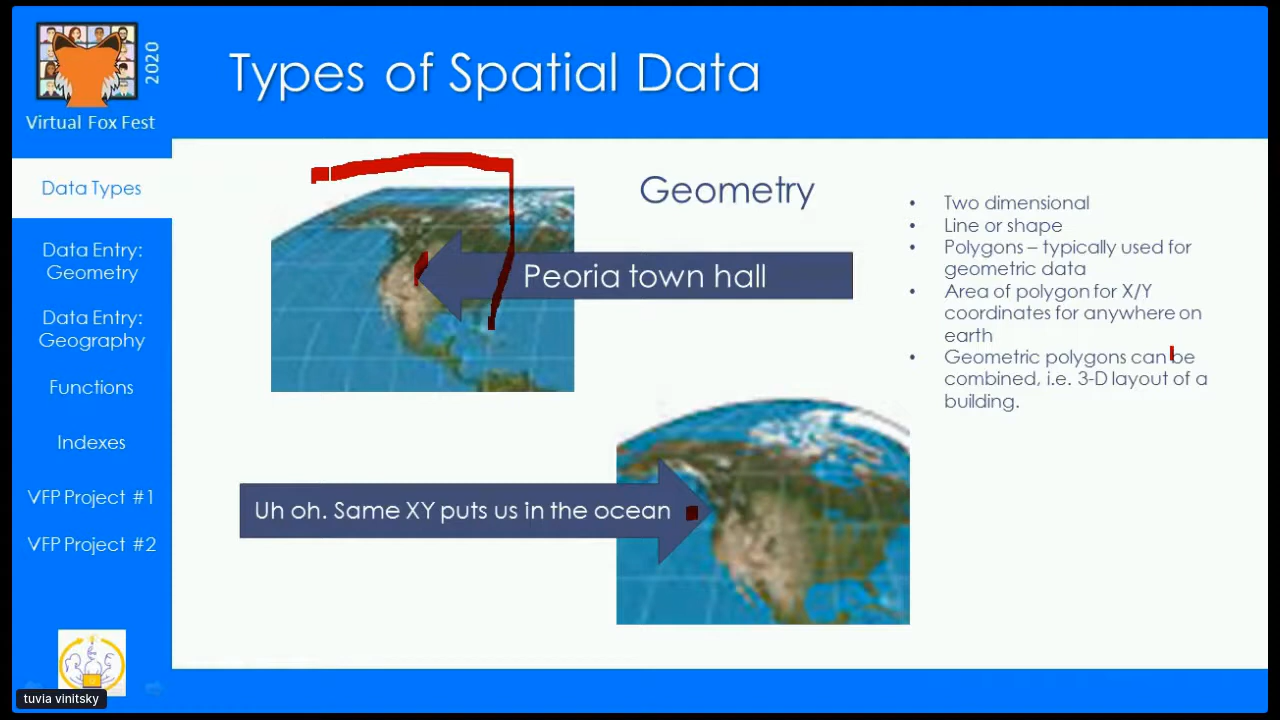 2020
Virtual Fox Fest
Types of Spatial Data
Data Types
Data Entry:
Geometry
Data Entry:
Geography
Functions
Indexes
VFP Project #1
VFP Project #2
Geometry
Peoria town hall
Uh oh. Same XY puts us in the ocean
• Two dimensional
• Line or shape
• Polygons – typically used for
geometric data
• Area of polygon for X/Y
coordinates for anywhere on
earth
• Geometric polygons can be
combined, i.e. 3-D layout of a
building.
tuvia vinitsky